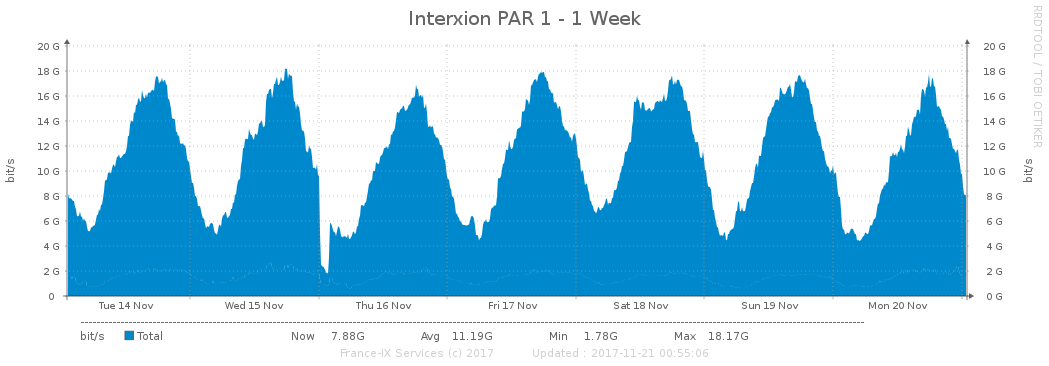 Interxion PAR 1 - 1 Week
RRDTOOL / TOBI OETIKER
20 G 20 G
18 G 18 G
16 G 16 G
14 G 14 G
12 G 12 G
10 G 10 G
8 G 8 G
6 G 6 G
4 G 4 G
2 G 2 G
0 0 G
bit/s bit/s
Tue 14 Nov Wed 15 Nov Thu 16 Nov Fri 17 Nov Sat 18 Nov Sun 19 Nov Mon 20 Nov
bit/s Total Now 7.88G Avg 11.19G Min 1.78G Max 18.17G
France-IX Services (c) 2017 Updated : 2017-11-21 00:55:06